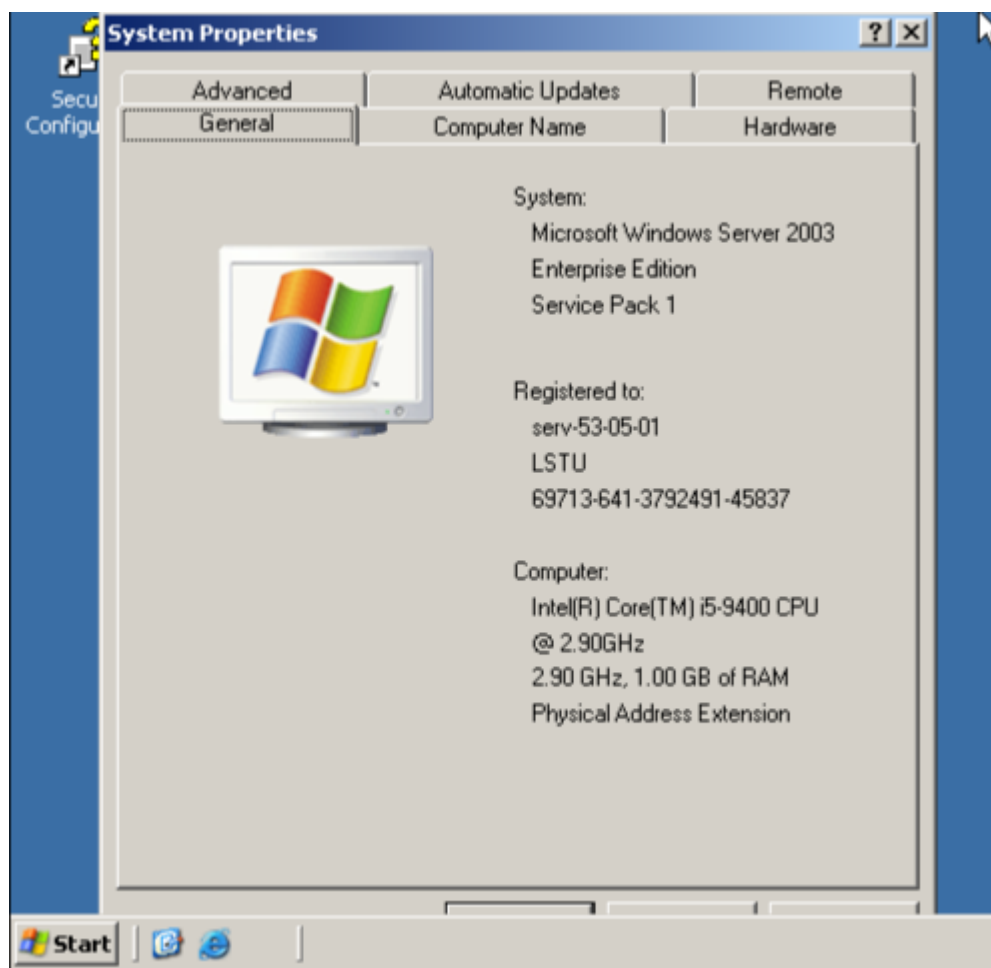 System Properties
Secu
Configu
Advanced
Automatic Updates
Remote
General
Computer Name
Hardware
System:
Microsoft Windows Server 2003
Enterprise Edition
Service Pack 1
Registered to:
serv-53-05-01
LSTU
69713-641-3792491-45837
Computer:
Intel(R) Core(TM) i5-9400 CPU
@ 2.90GHz
2.90 GHz, 1.00 GB of RAM
Physical Address Extension
Start